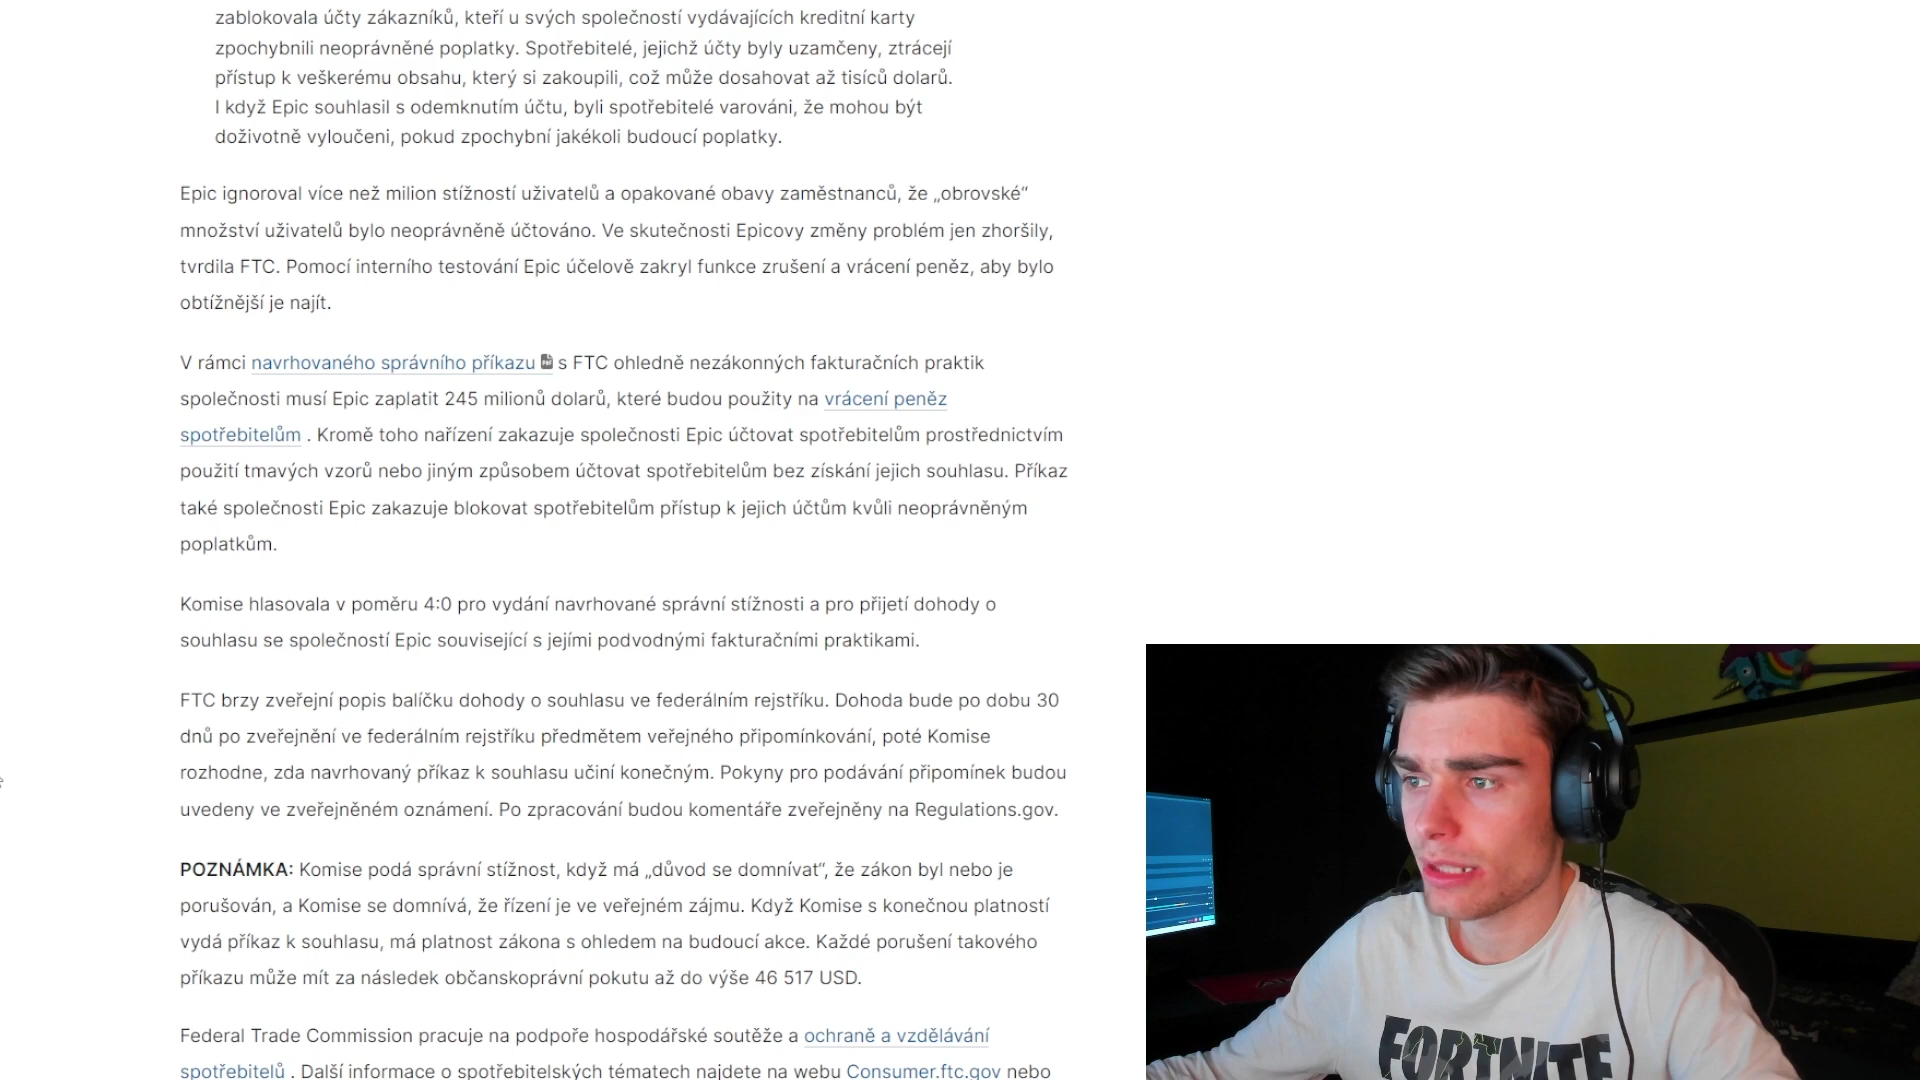 zablokovala účty zákazníků, kteří u svých společností vydávajících kreditní karty
zpochybnili neoprávněné poplatky. Spotřebitelé, jejichž účty byly uzamčeny, ztrácejí
přístup k veškerému obsahu, který si zakoupili, což může dosahovat až tisíců dolarů.
I když Epic souhlasil s odemknutím účtu, byli spotřebitelé varováni, že mohou být
doživotně vyloučeni, pokud zpochybní jakékoli budoucí poplatky.
Epic ignoroval více než milion stížností uživatelů a opakované obavy zaměstnanců, že „obrovské“
množství uživatelů bylo neoprávněně účtováno. Ve skutečnosti Epicovy změny problém jen zhoršily,
tvrdila FTC. Pomocí interního testování Epic účelově zakryl funkce zrušení a vrácení peněz, aby bylo
obtížnější je najít.
V rámci navrhovaného správního příkazu s FTC ohledně nezákonných fakturačních praktik
společnosti musí Epic zaplatit 245 milionů dolarů, které budou použity na vrácení peněz
spotřebitelům . Kromě toho nařízení zakazuje společnosti Epic účtovat spotřebitelům prostřednictvím
použití tmavých vzorů nebo jiným způsobem účtovat spotřebitelům bez získání jejich souhlasu. Příkaz
také společnosti Epic zakazuje blokovat spotřebitelům přístup k jejich účtům kvůli neoprávněným
poplatkům.
Komise hlasovala v poměru 4:0 pro vydání navrhované správní stížnosti a pro přijetí dohody o
souhlasu se společností Epic související s jejími podvodnými fakturačními praktikami.
FTC brzy zveřejní popis balíčku dohody o souhlasu ve federálním rejstříku. Dohoda bude po dobu 30
dnů po zveřejnění ve federálním rejstříku předmětem veřejného připomínkování, poté Komise
rozhodne, zda navrhovaný příkaz k souhlasu učiní konečným. Pokyny pro podávání připomínek budou
uvedeny ve zveřejněném oznámení. Po zpracování budou komentáře zveřejněny na Regulations.gov.
POZNÁMKA: Komise podá správní stížnost, když má „důvod se domnívat“, že zákon byl nebo je
porušován, a Komise se domnívá, že řízení je ve veřejném zájmu. Když Komise s konečnou platností
vydá příkaz k souhlasu, má platnost zákona s ohledem na budoucí akce. Každé porušení takového
příkazu může mít za následek občanskoprávní pokutu až do výše 46 517 USD.
Federal Trade Commission pracuje na podpoře hospodářské soutěže a ochraně a vzdělávání
spotřebitelů . Další informace o spotřebitelských tématech najdete na webu Consumer.ftc.gov nebo
FORTNITE